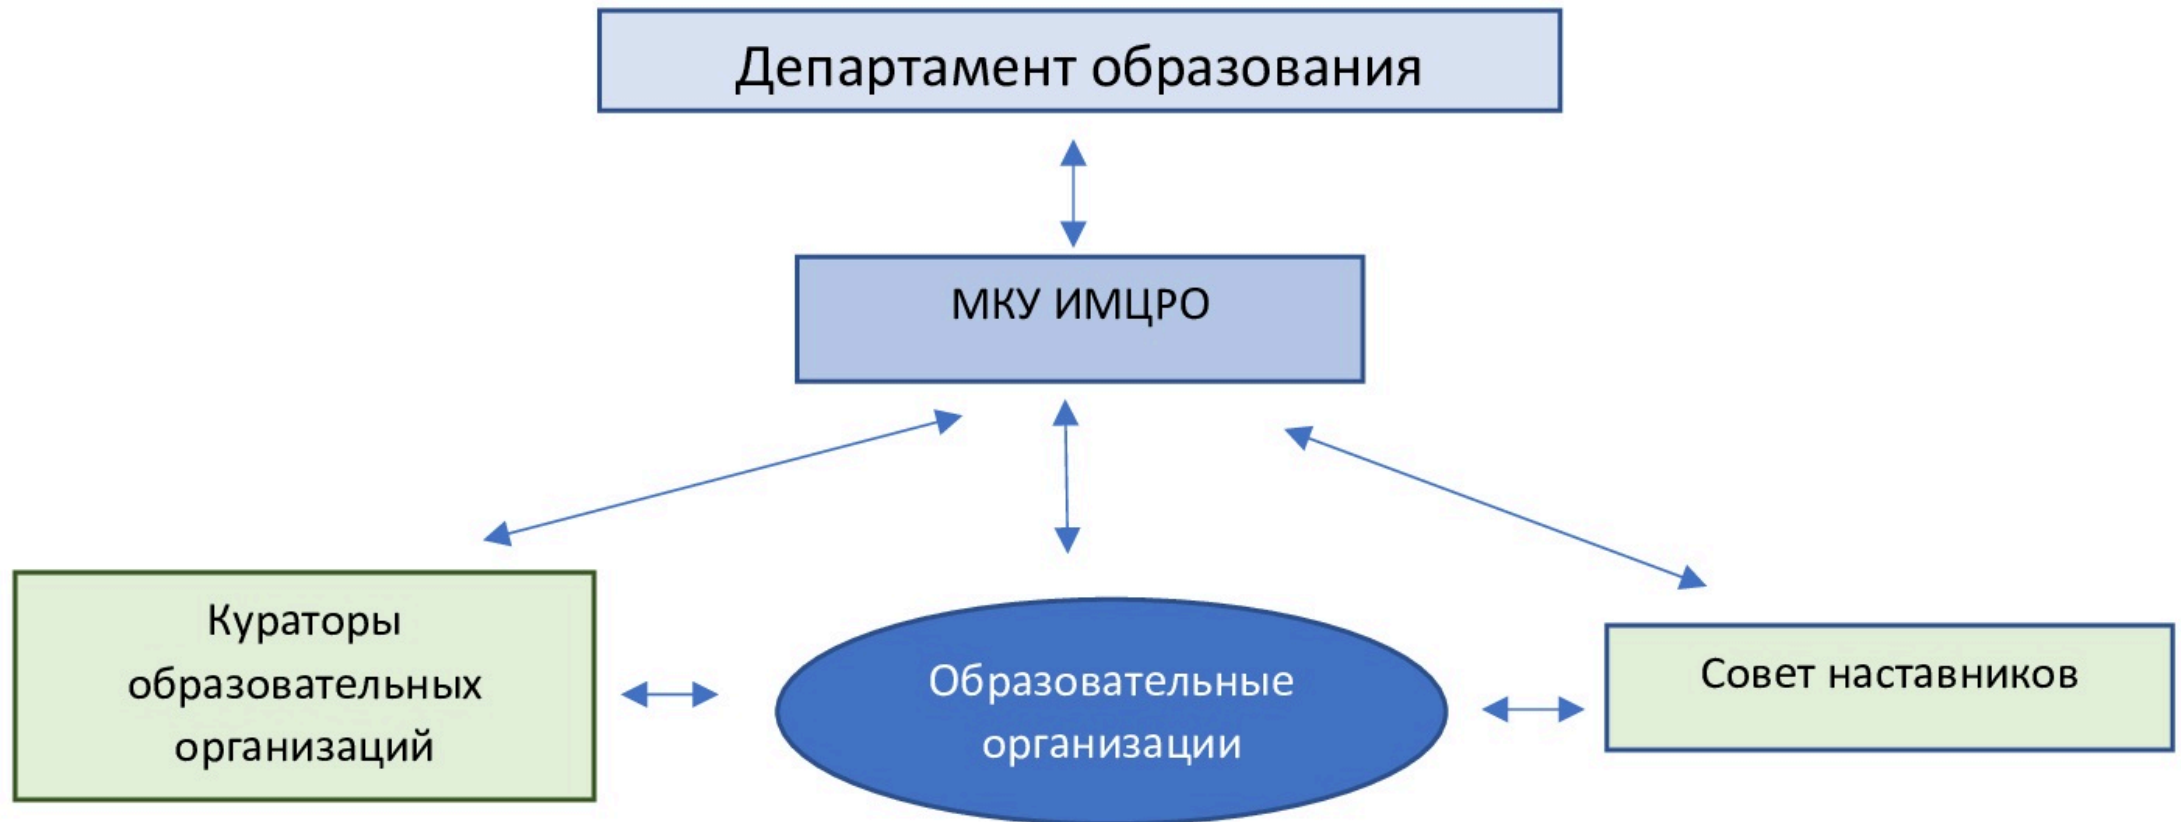 Департамент образования
МКУ ИМЦРО
Кураторы
образовательных
организаций
Образовательные
организации
Совет наставников